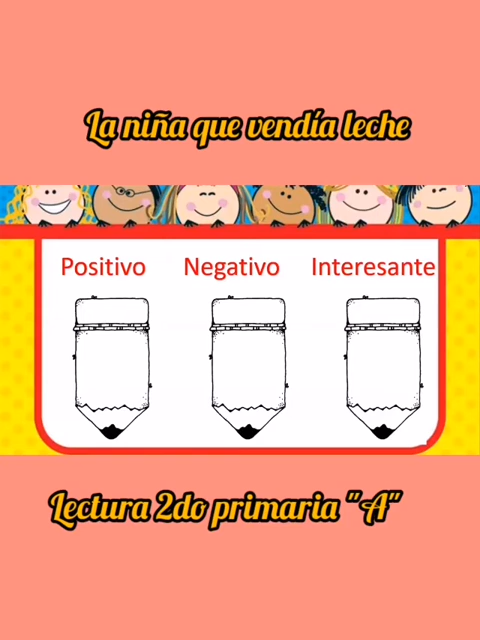 La niña que vendía leche
Positivo Negativo Interesante
Lectura 2do primaria "A"